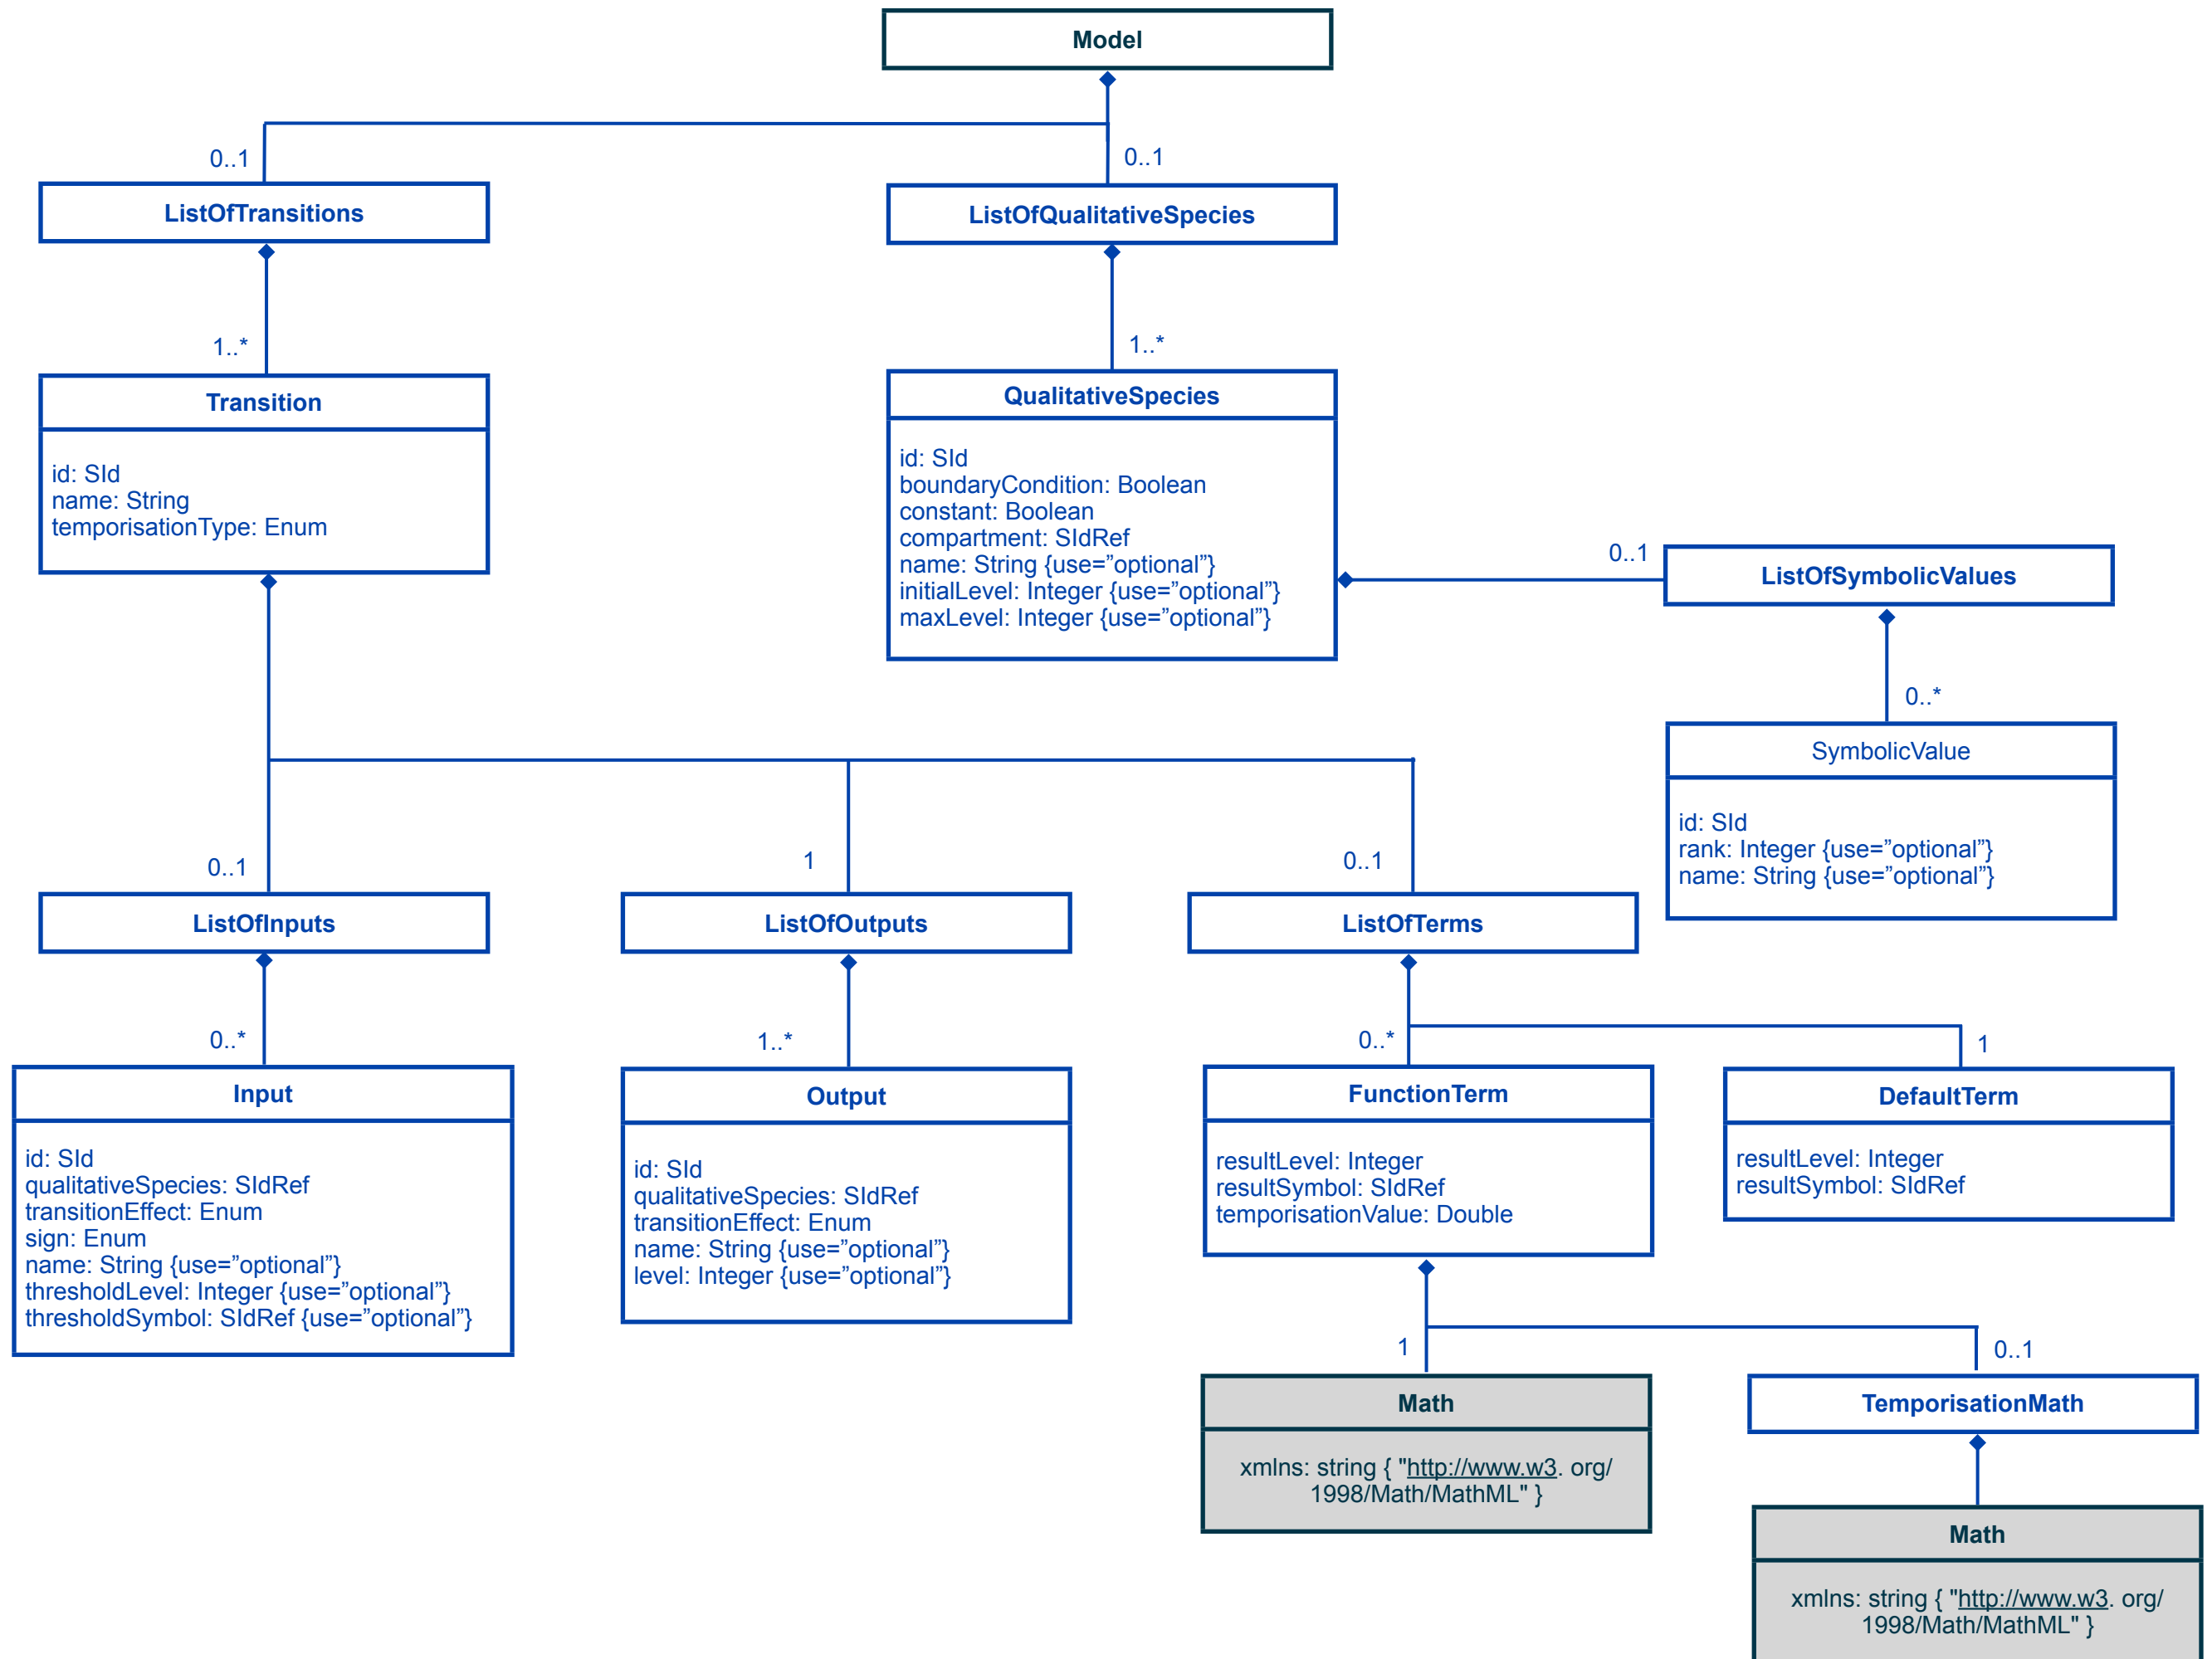 Model
0..1
0..1
ListOfTransitions
ListOfQualitativeSpecies
1..*
1..*
Transition
id: SId
name: String
temporisationType: Enum
QualitativeSpecies
id: SId
boundaryCondition: Boolean
constant: Boolean
compartment: SIdRef
name: String {use=”optional”}
initialLevel: Integer {use=”optional”}
maxLevel: Integer {use=”optional”}
0..1
ListOfSymbolicValues
0..*
SymbolicValue
id: SId
rank: Integer {use=”optional”}
name: String {use=”optional”}
0..1
1
0..1
ListOfInputs
ListOfOutputs
ListOfTerms
0..*
1..*
0..*
1
Input
id: SId
qualitativeSpecies: SIdRef
transitionEffect: Enum
sign: Enum
name: String {use=”optional”}
thresholdLevel: Integer {use=”optional”}
thresholdSymbol: SIdRef {use=”optional”}
Output
id: SId
qualitativeSpecies: SIdRef
transitionEffect: Enum
name: String {use=”optional”}
level: Integer {use=”optional”}
FunctionTerm
resultLevel: Integer
resultSymbol: SIdRef
temporisationValue: Double
DefaultTerm
resultLevel: Integer
resultSymbol: SIdRef
1
0..1
Math
xmlns: string { "http://www.w3. org/
1998/Math/MathML" }
TemporisationMath
Math
xmlns: string { "http://www.w3. org/
1998/Math/MathML" }